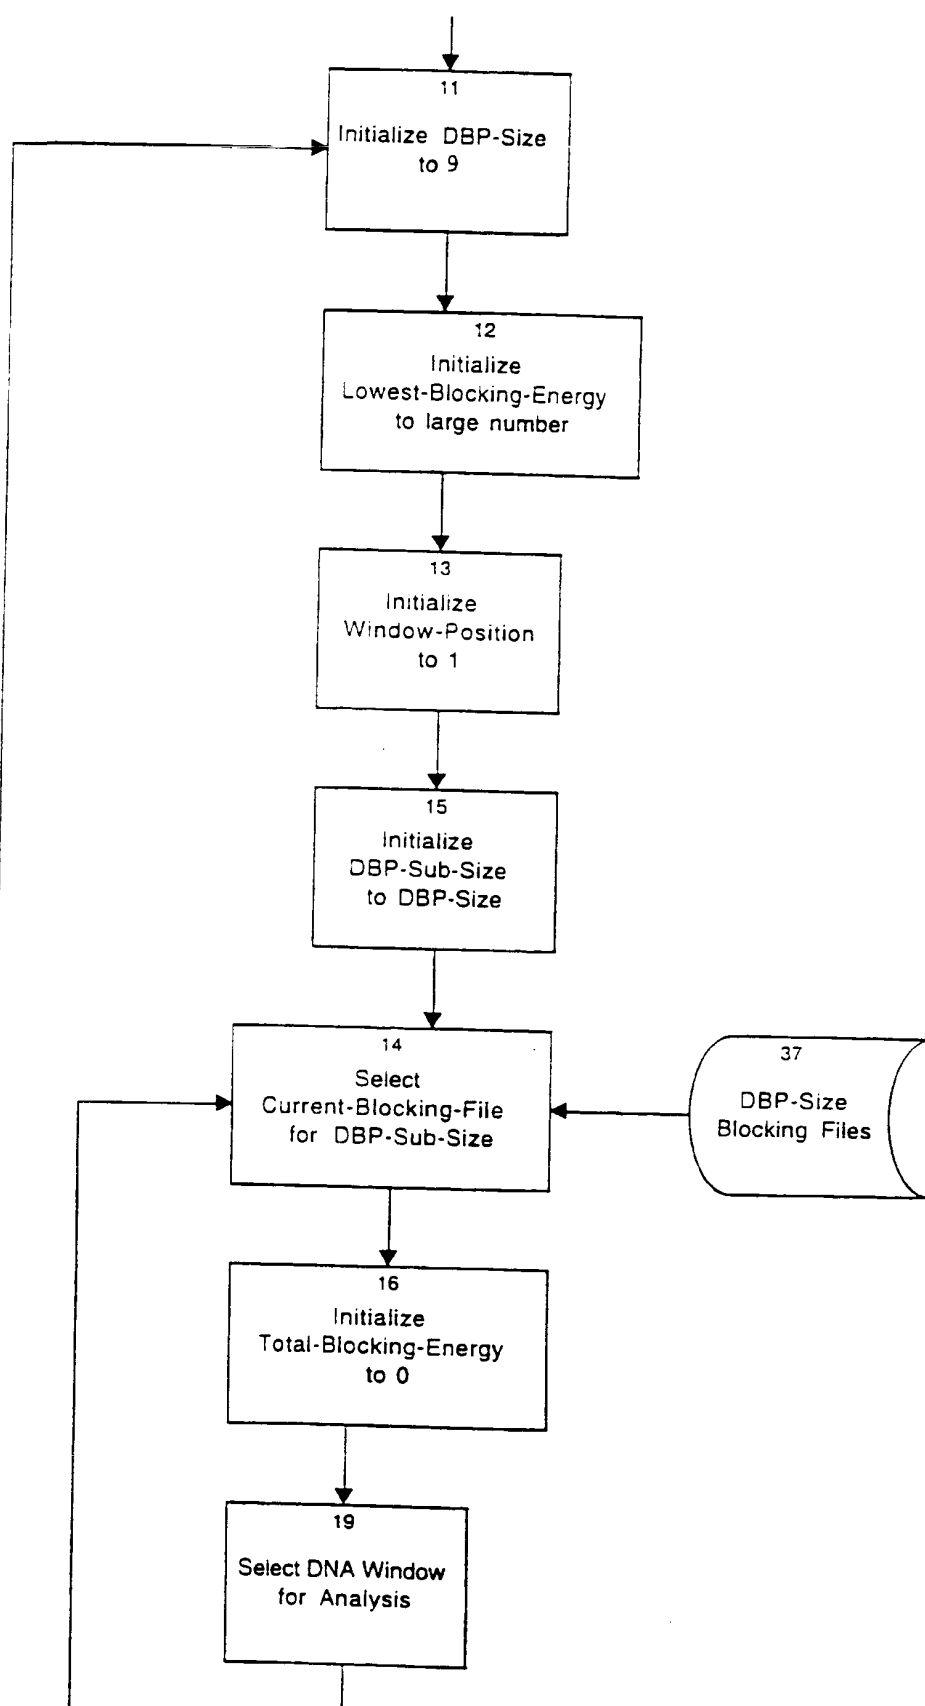 11
Initialize DBP-Size
to 9
12
Initialize
Lowest-Blocking-Energy
to large number
13
Initialize
Window-Position
to 1
15
Initialize
DBP-Sub-Size
to DBP-Size
14
Select
Current-Blocking-File
for DBP-Sub-Size
37
DBP-Size
Blocking Files
16
Initialize
Total-Blocking-Energy
to 0
19
Select DNA Window
for Analysis